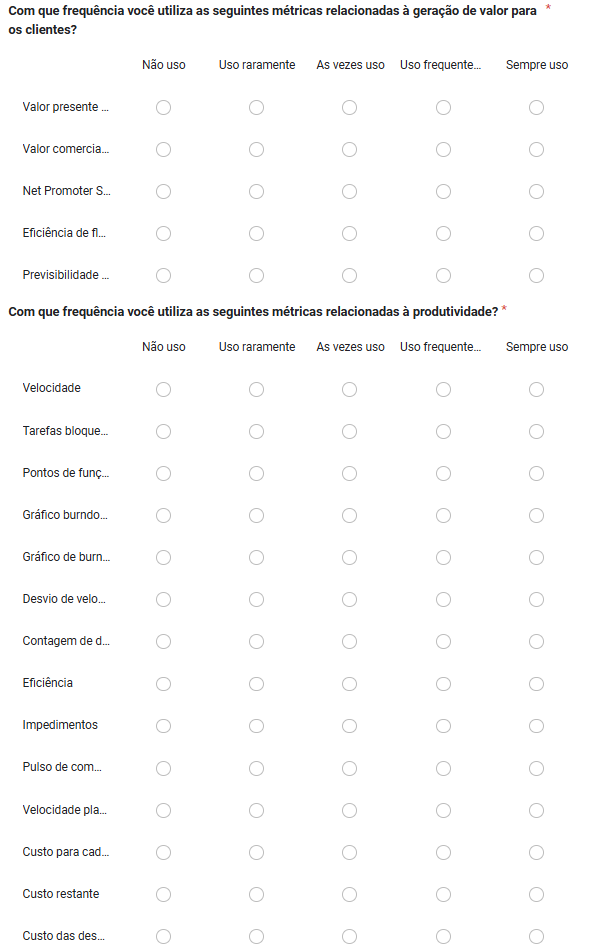 Com que frequência você utiliza as seguintes métricas relacionadas à geração de valor para *
os clientes?
Não uso Uso raramente As vezes uso Uso frequente... Sempre uso
Valor presente ...
Valor comercia...
Net Promoter S...
Eficiência de fl...
Previsibilidade ...
Com que frequência você utiliza as seguintes métricas relacionadas à produtividade? *
Não uso Uso raramente As vezes uso Uso frequente... Sempre uso
Velocidade
Tarefas bloque...
Pontos de funç...
Gráfico burndo...
Gráfico de burn...
Desvio de velo...
Contagem de d...
Eficiência
Impedimentos
Pulso de com...
Velocidade pla...
Custo para cad...
Custo restante
Custo das des...